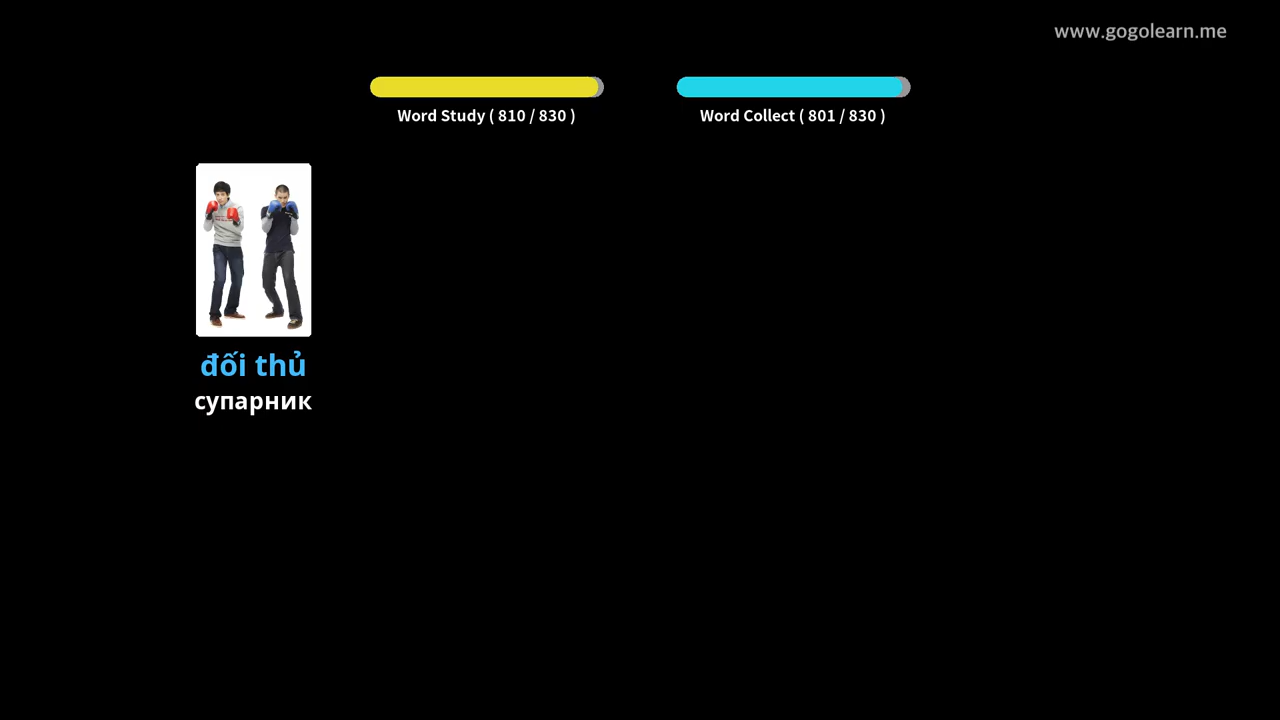 www.gogolearn.me
Word Study ( 810 / 830 )
Word Collect ( 801 / 830 )
đối thủ
супарник